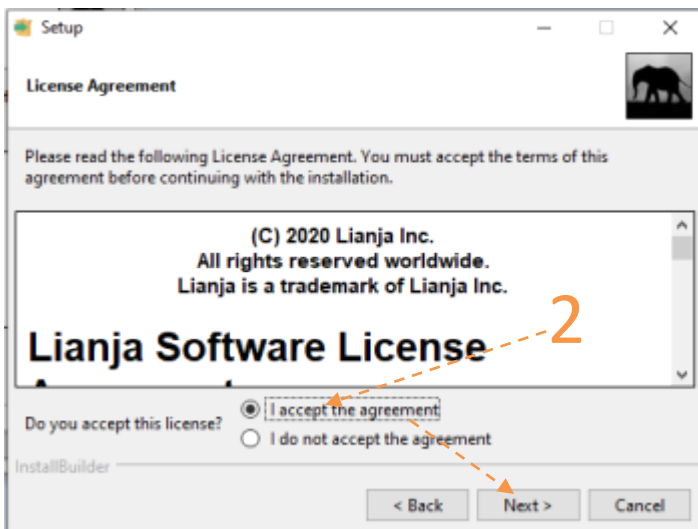 Setup
License Agreement
Please read the following License Agreement. You must accept the terms of this
agreement before continuing with the installation.
(C) 2020 Lianja Inc.
All rights reserved worldwide.
Lianja is a trademark of Lianja Inc.
Lianja Software License
2
Do you accept this license?
I accept the agreement
I do not accept the agreement
InstallBuilder
< Back
Next >
Cancel